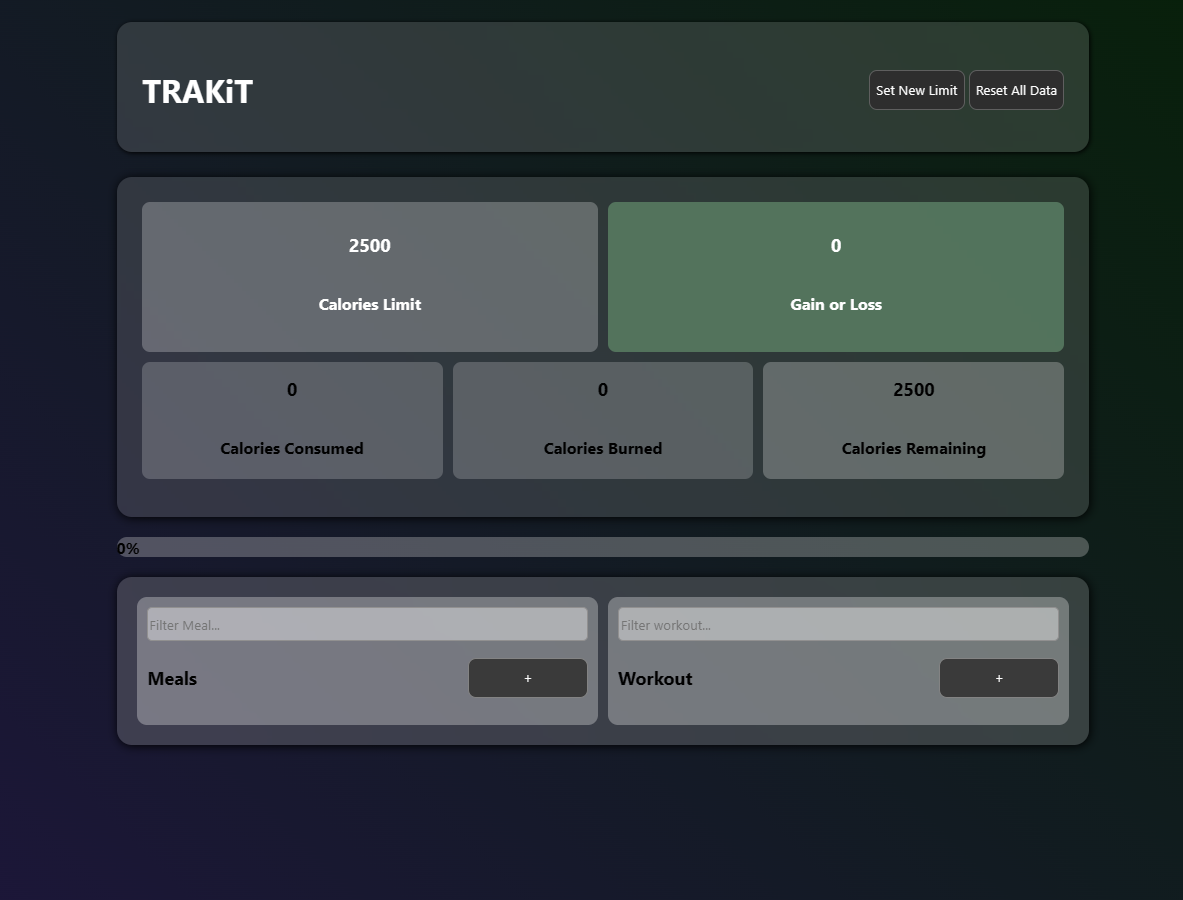 TRAKiT
Set New Limit
Reset All Data
2500
Calories Limit
0
Gain or Loss
0
Calories Consumed
0
Calories Burned
2500
Calories Remaining
0%
Filter Meal...
Meals
+
Filter workout...
Workout
+